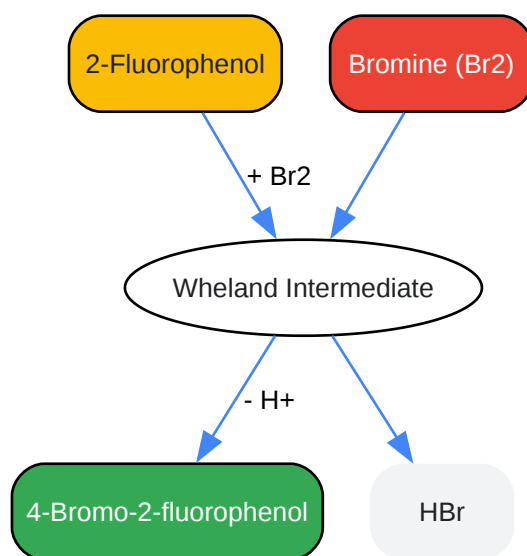 2-Fluorophenol
Bromine (Br2)
+ Br2
Wheland Intermediate
- H+
4-Bromo-2-fluorophenol
HBr